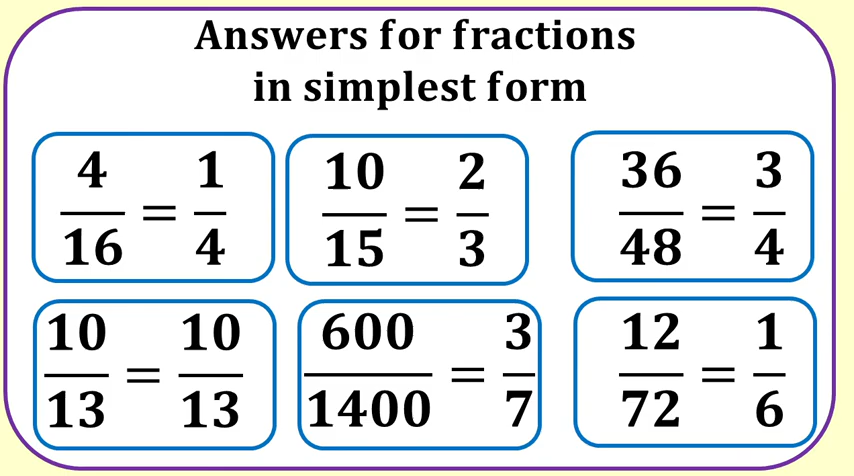 Answers for fractions
in simplest form
4/16 = 1/4
10/15 = 2/3
36/48 = 3/4
10/13 = 10/13
600/1400 = 3/7
12/72 = 1/6